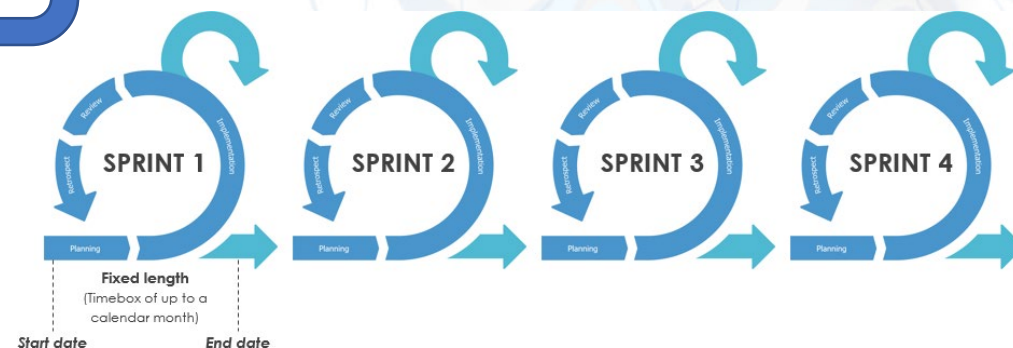 Review
Implementation
Retrospect
SPRINT 1
Planning
Review
Implementation
Retrospect
SPRINT 2
Planning
Review
Implementation
Retrospect
SPRINT 3
Planning
Review
Implementation
Retrospect
SPRINT 4
Planning
Fixed length
(Timebox of up to a
calendar month)
Start date
End date